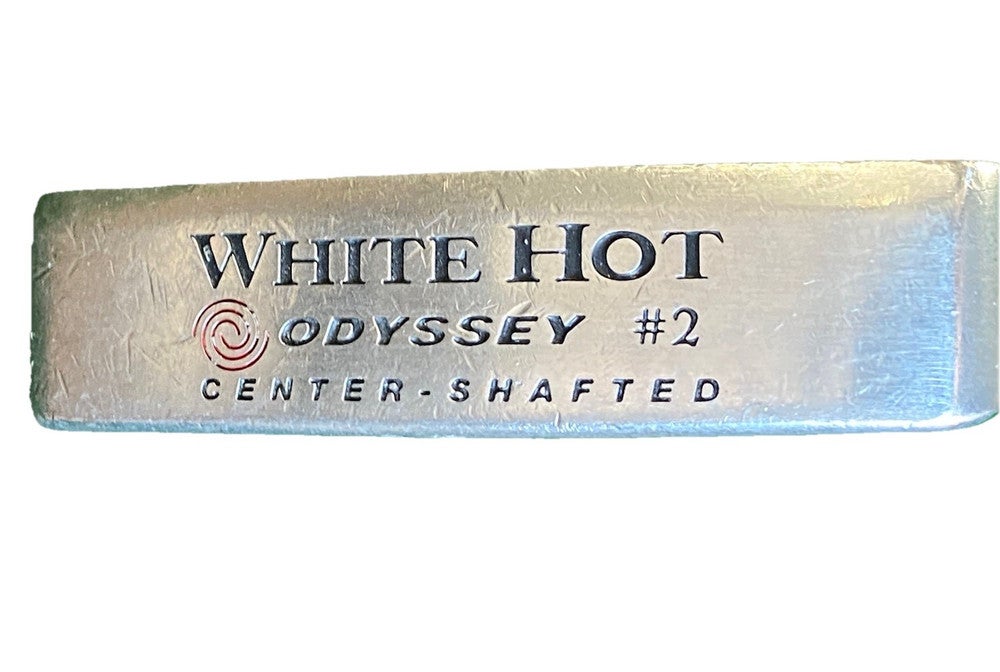 WHITE HOT
ODYSSEY #2
CENTER-SHAFTED